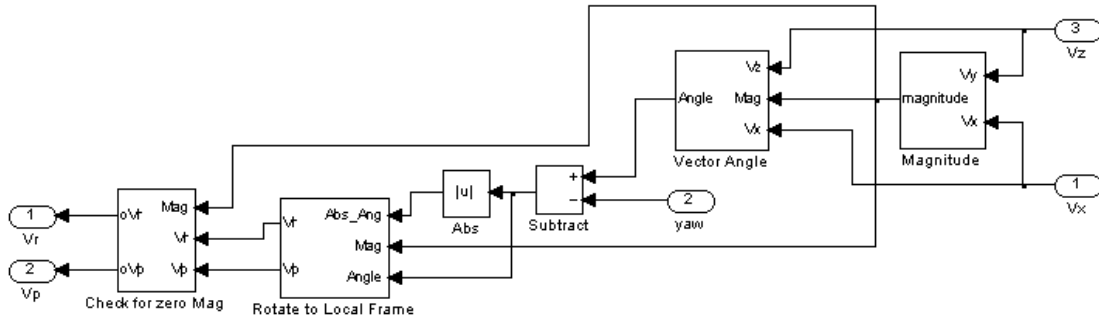 3
Vz
Vz
Vy
Angle
Mag
magnitude
Vx
Vx
Vector Angle
Magnitude
1
Vx
Mag
+
1
oVr
Abs_Ang
|u|
−
2
Vr
Vr
Vr
Abs
Subtract
yaw
Mag
2
oVp
Vp
Vp
Angle
Vp
Check for zero Mag
Rotate to Local Frame